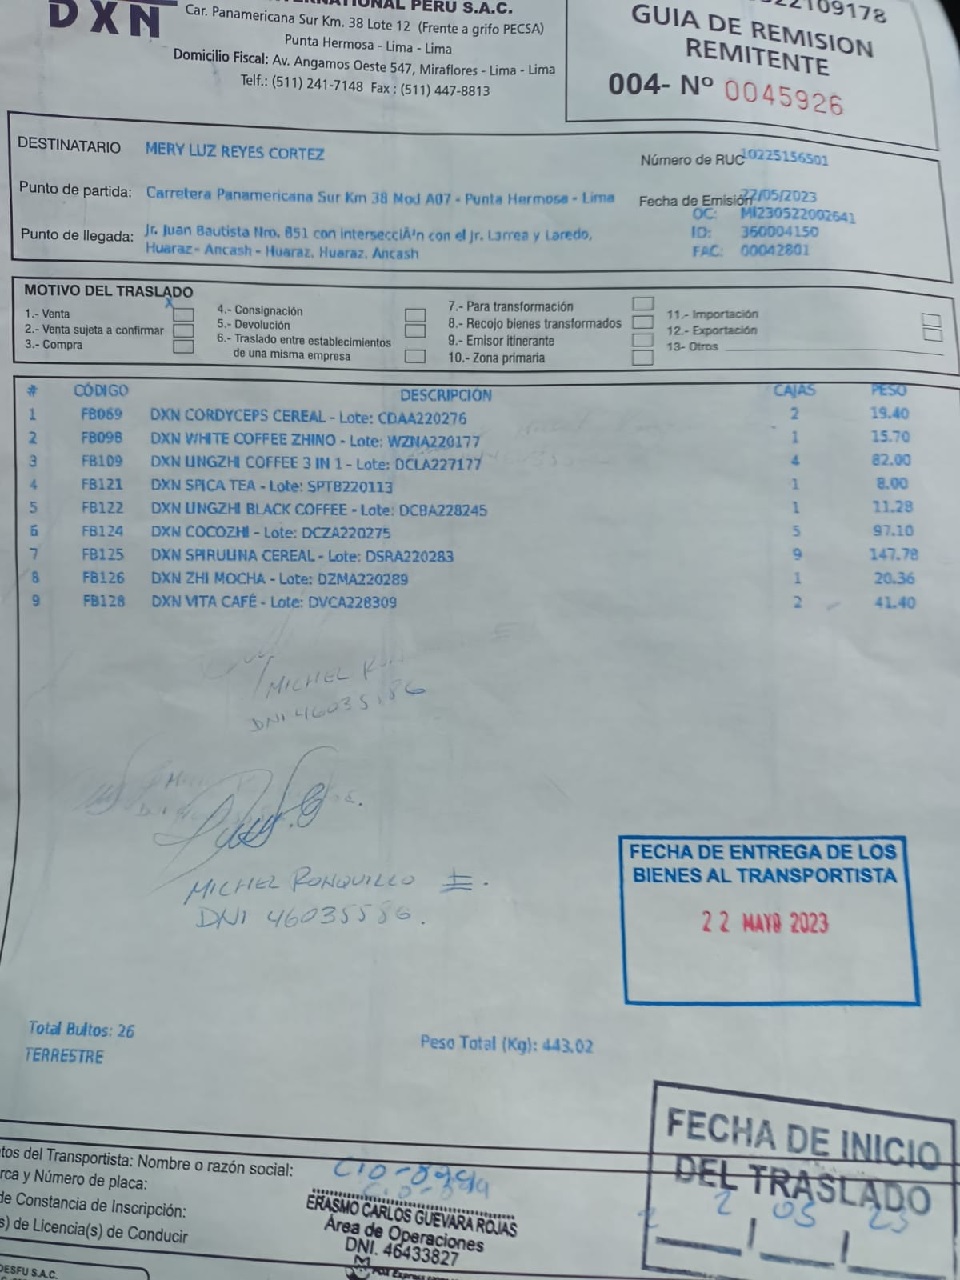 DXN
INTERNATIONAL PERU S.A.C.
Car. Panamericana Sur Km. 38 Lote 12 (Frente a grifo PECSA)
Punta Hermosa - Lima - Lima
Domicilio Fiscal: Av. Angamos Oeste 547, Miraflores - Lima - Lima
Telf.: (511) 241-7148 Fax : (511) 447-8813
22109178
GUIA DE REMISION
REMITENTE
004- Nº 0045926
DESTINATARIO MERY LUZ REYES CORTEZ
Número de RUC 10225156501
Punto de partida: Carretera Panamericana Sur Km 38 Mod A07 - Punta Hermosa - Lima
Fecha de Emisión 22/05/2023
OC: MI230522002641
Punto de llegada: Jr. Juan Bautista Nro. 851 con intersecciÃ³n con el Jr. Larrea y Laredo,
Huaraz - Ancash - Huaraz, Huaraz, Ancash
ID: 360004150
FAC: 00042801
MOTIVO DEL TRASLADO
X
1.- Venta
2.- Venta sujeta a confirmar
3.- Compra
4.- Consignación
5.- Devolución
6.- Traslado entre establecimientos
de una misma empresa
7.- Para transformación
8.- Recojo bienes transformados
9.- Emisor itinerante
10.- Zona primaria
11.- Importación
12.- Exportación
13- Otros
# CÓDIGO DESCRIPCIÓN CAJAS PESO
1 FB069 DXN CORDYCEPS CEREAL - Lote: CDAA220276 2 19.40
2 FB098 DXN WHITE COFFEE ZHINO - Lote: WZNA220177 1 15.70
3 FB109 DXN LINGZHI COFFEE 3 IN 1 - Lote: DCLA227177 4 82.00
4 FB121 DXN SPICA TEA - Lote: SPTB220113 1 8.00
5 FB122 DXN LINGZHI BLACK COFFEE - Lote: DCBA228245 1 11.28
6 FB124 DXN COCOZHI - Lote: DCZA220275 5 97.10
7 FB125 DXN SPIRULINA CEREAL - Lote: DSRA220283 9 147.78
8 FB126 DXN ZHI MOCHA - Lote: DZMA220289 1 20.36
9 FB128 DXN VITA CAFÉ - Lote: DVCA228309 2 41.40
MICHEL
DNI 46035586
MICHEL RONQUILLO
DNI 46035586.
FECHA DE ENTREGA DE LOS
BIENES AL TRANSPORTISTA
22 MAYO 2023
Total Bultos: 26
TERRESTRE
Peso Total (Kg): 443.02
FECHA DE INICIO
DEL TRASLADO
2 2 05 23
tos del Transportista: Nombre o razón social:
rca y Número de placa:
de Constancia de Inscripción:
s) de Licencia(s) de Conducir
ERASMO CARLOS GUEVARA ROJAS
Área de Operaciones
DNI. 46433827
DESFU S.A.C.